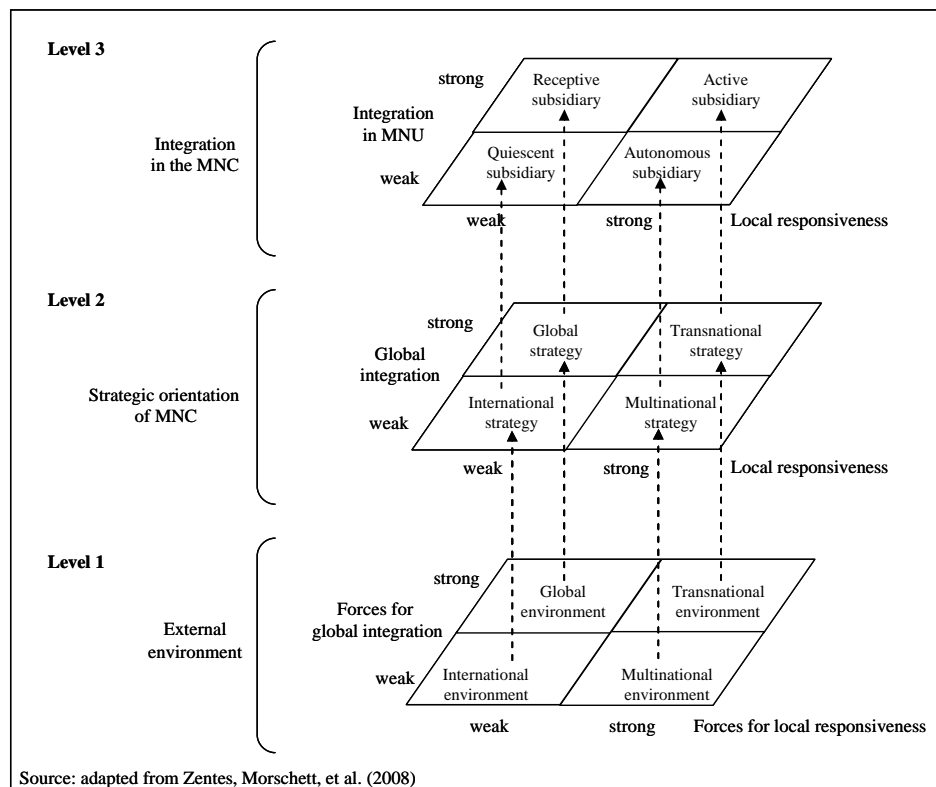 Level 3
Integration
in the MNC
strong
Integration
in MNU
weak
Receptive
subsidiary
Active
subsidiary
Quiescent
subsidiary
Autonomous
subsidiary
weak
strong
Local responsiveness
Level 2
Strategic orientation
of MNC
strong
Global
integration
weak
Global
strategy
Transnational
strategy
International
strategy
Multinational
strategy
weak
strong
Local responsiveness
Level 1
External
environment
strong
Forces for
global integration
weak
Global
environment
Transnational
environment
International
environment
Multinational
environment
weak
strong
Forces for local responsiveness
Source: adapted from Zentes, Morschett, et al. (2008)